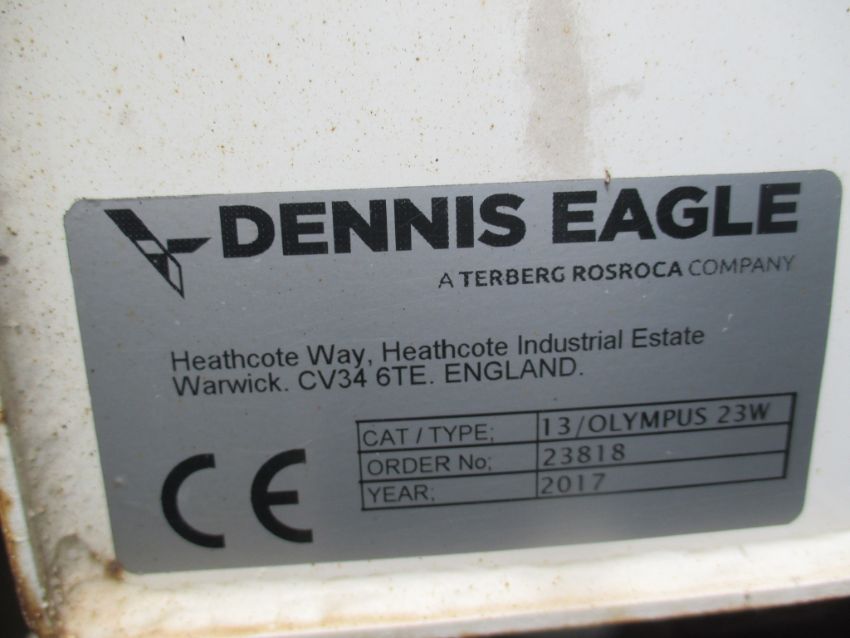 DENNIS EAGLE
A TERBERG ROSROCA COMPANY
Heathcote Way, Heathcote Industrial Estate
Warwick. CV34 6TE. ENGLAND.
CAT / TYPE; 13/OLYMPUS 23W
ORDER No; 23818
YEAR; 2017
CE